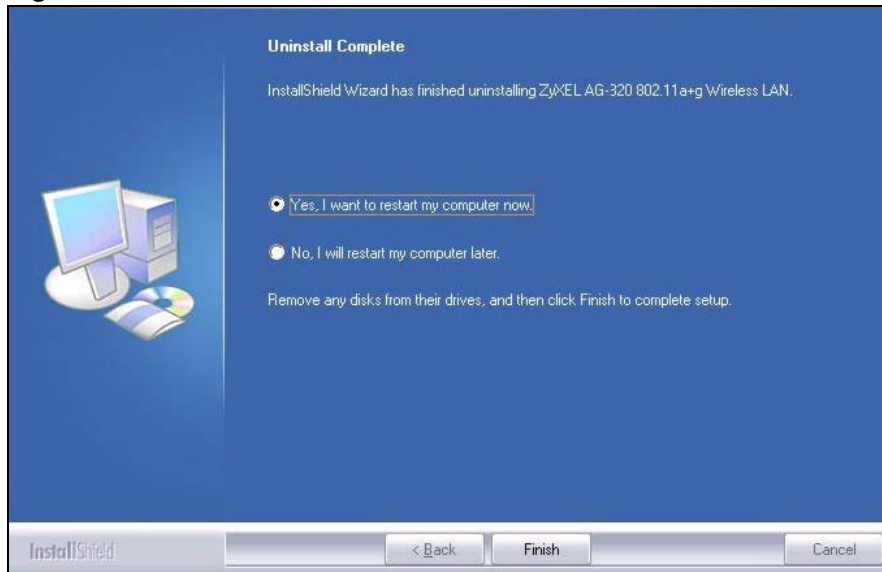 Uninstall Complete
InstallShield Wizard has finished uninstalling ZyXEL AG-320 802.11a+g Wireless LAN.
Yes, I want to restart my computer now.
No, I will restart my computer later.
Remove any disks from their drives, and then click Finish to complete setup.
InstallShield
< Back
Finish
Cancel